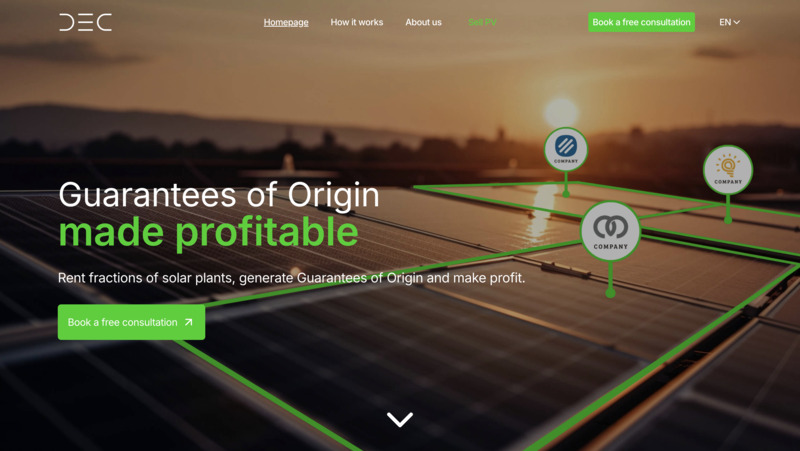 DEC
Homepage
How it works
About us
Sell PV
Book a free consultation
EN
COMPANY
COMPANY
COMPANY
Guarantees of Origin
made profitable
Rent fractions of solar plants, generate Guarantees of Origin and make profit.
Book a free consultation